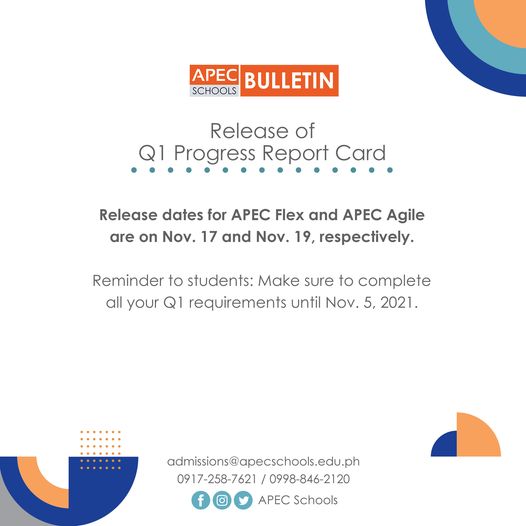 APEC
SCHOOLS
BULLETIN
Release of
Q1 Progress Report Card
Release dates for APEC Flex and APEC Agile
are on Nov. 17 and Nov. 19, respectively.
Reminder to students: Make sure to complete
all your Q1 requirements until Nov. 5, 2021.
admissions@apecschools.edu.ph
0917-258-7621 / 0998-846-2120
APEC Schools